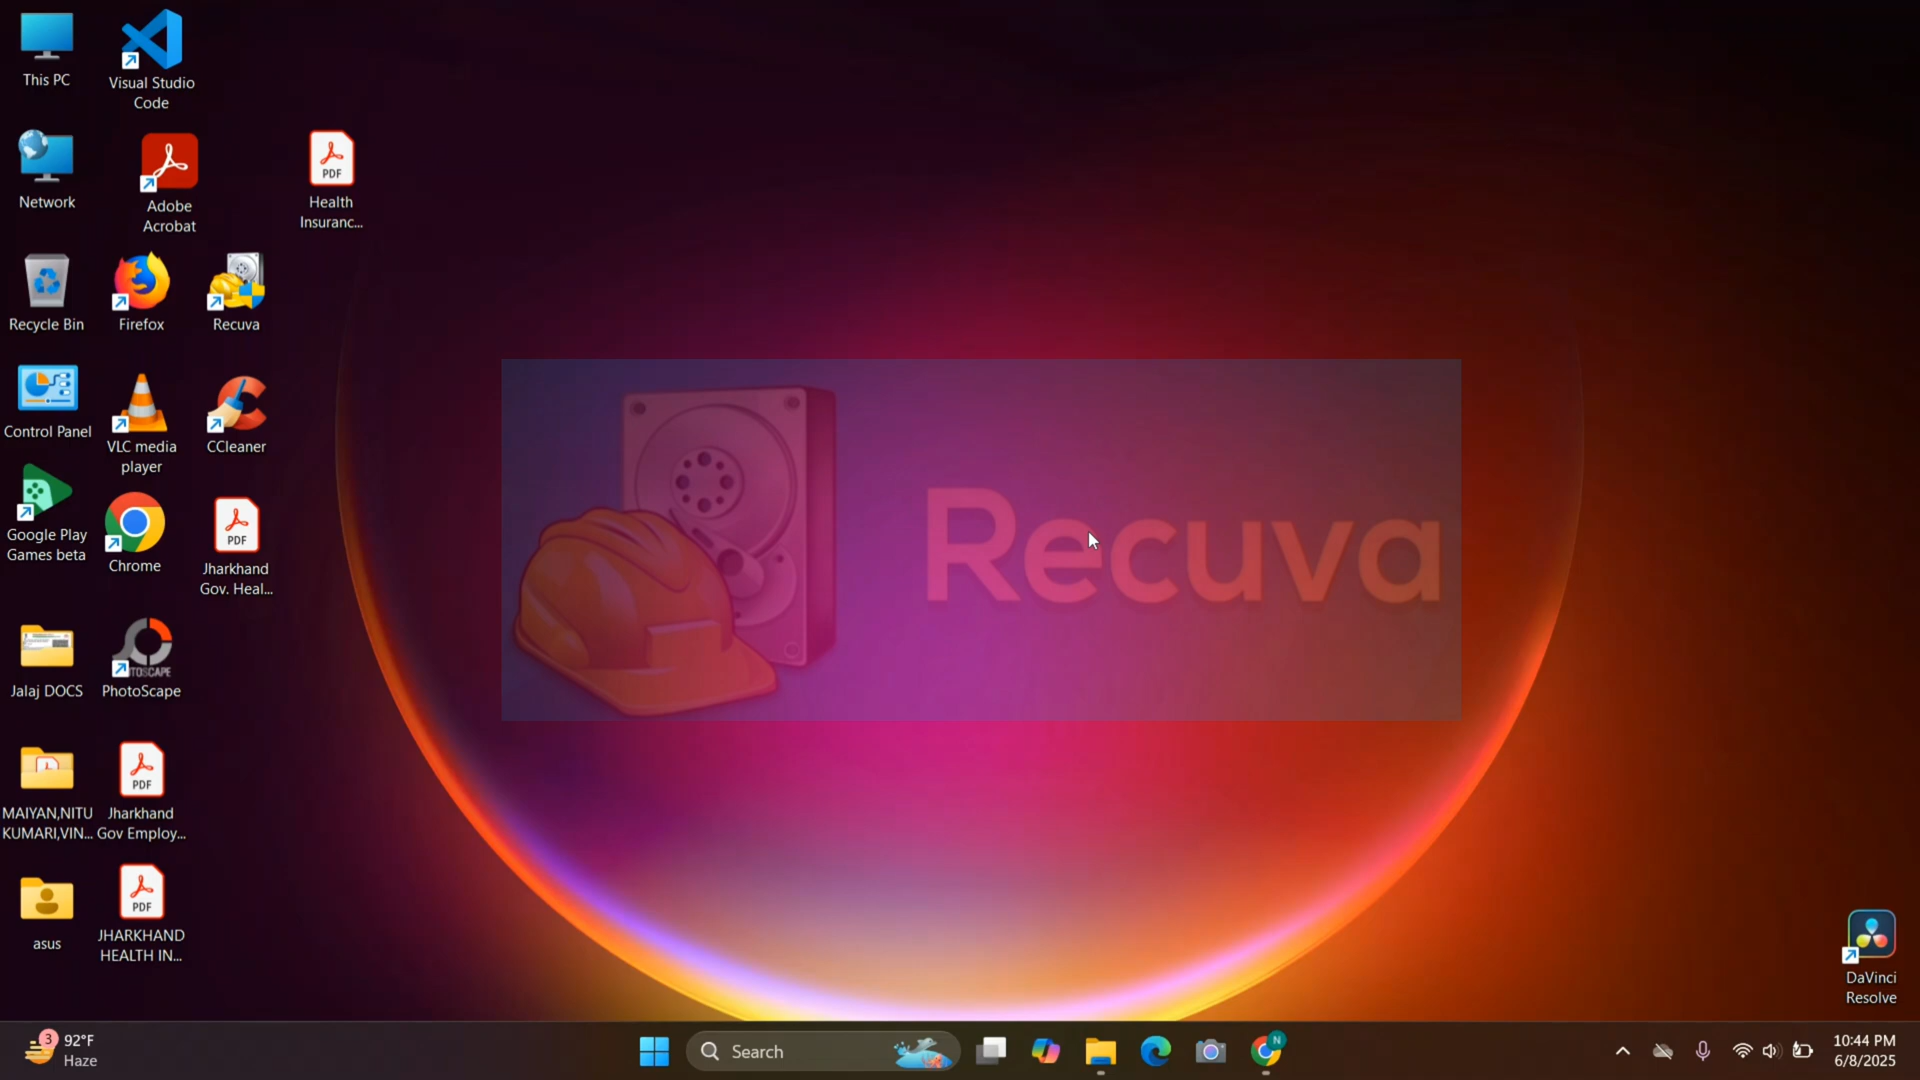 This PC
Visual Studio
Code
Network
Adobe
Acrobat
PDF
Health
Insuranc...
Recycle Bin
Firefox
Recuva
Control Panel
VLC media
player
CCleaner
Google Play
Games beta
Chrome
PDF
Jharkhand
Gov. Heal...
Jalaj DOCS
PHOTOSCAPE
PhotoScape
MAIYAN,NITU
KUMARI,VIN...
PDF
Jharkhand
Gov Employ...
asus
PDF
JHARKHAND
HEALTH IN...
Recuva
DaVinci
Resolve
3
92°F
Haze
Search
N
10:44 PM
6/8/2025